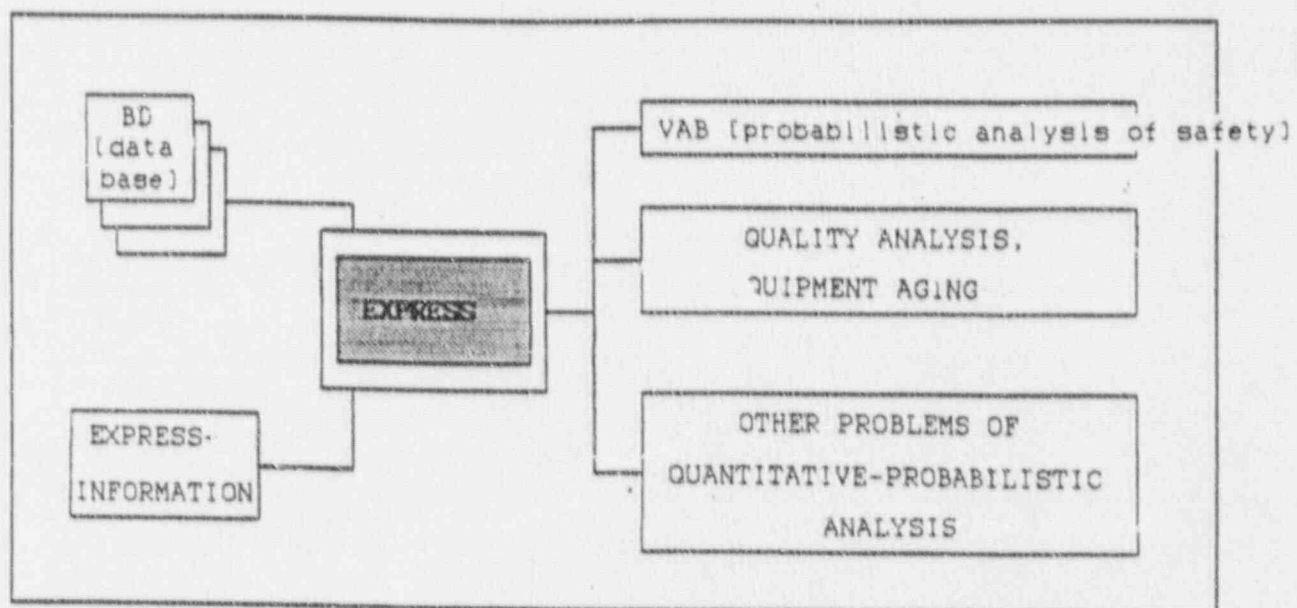 BD
[data
base]
EXPRESS
EXPRESS-
INFORMATION
VAB [probabilistic analysis of safety]
QUALITY ANALYSIS,
QUIPMENT AGING
OTHER PROBLEMS OF
QUANTITATIVE-PROBABILISTIC
ANALYSIS